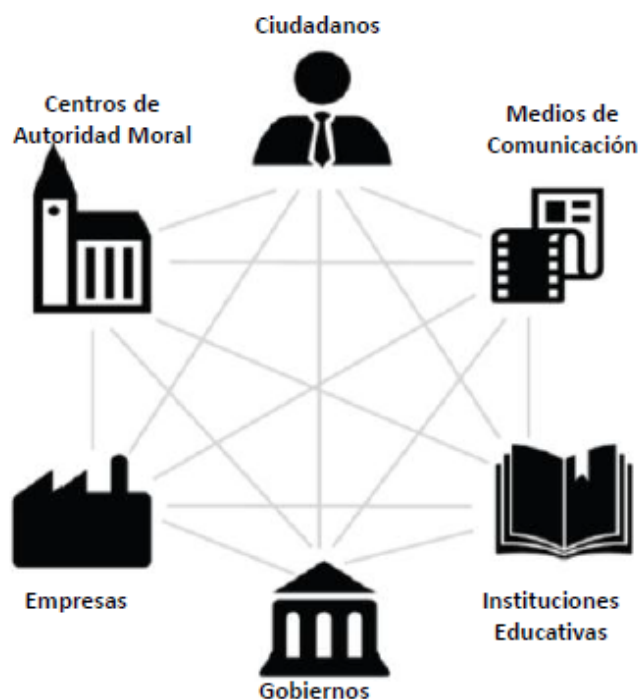 Ciudadanos
Centros de
Autoridad Moral
Medios de
Comunicación
Empresas
Instituciones
Educativas
Gobiernos